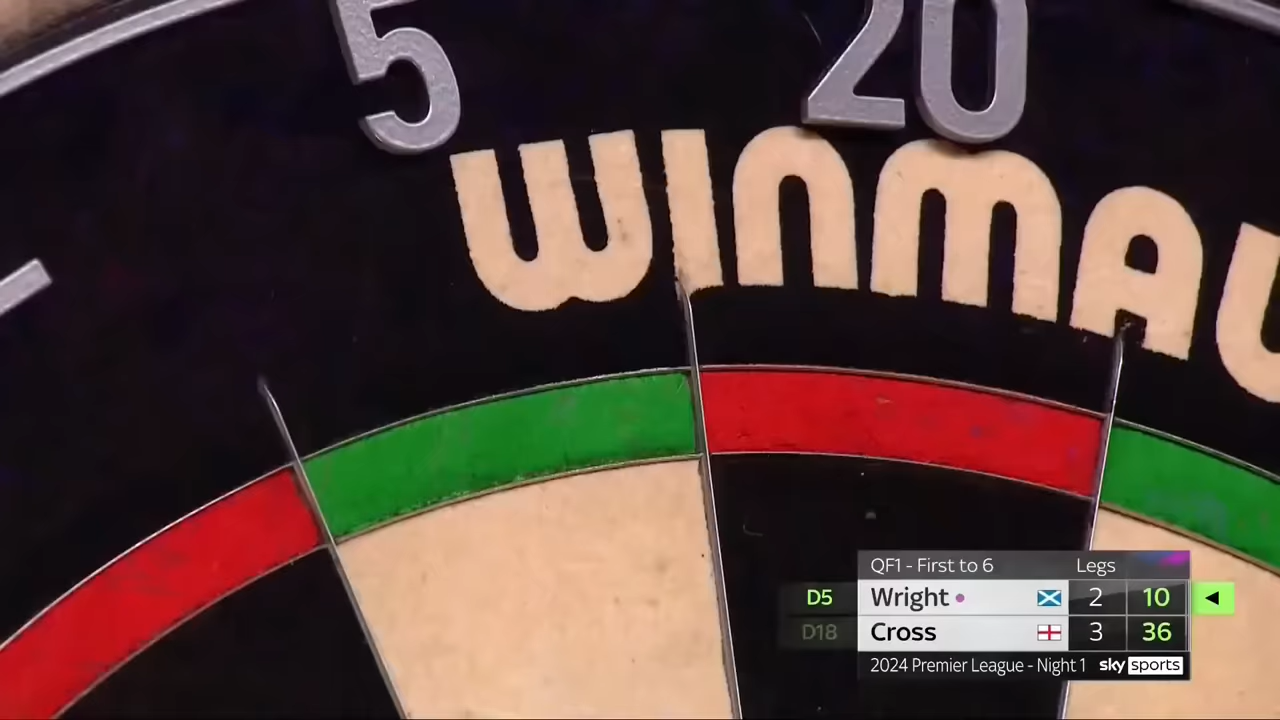 5 20
WINMAU
QF1 - First to 6 Legs
D5 Wright 2 10
D18 Cross 3 36
2024 Premier League - Night 1 sky sports